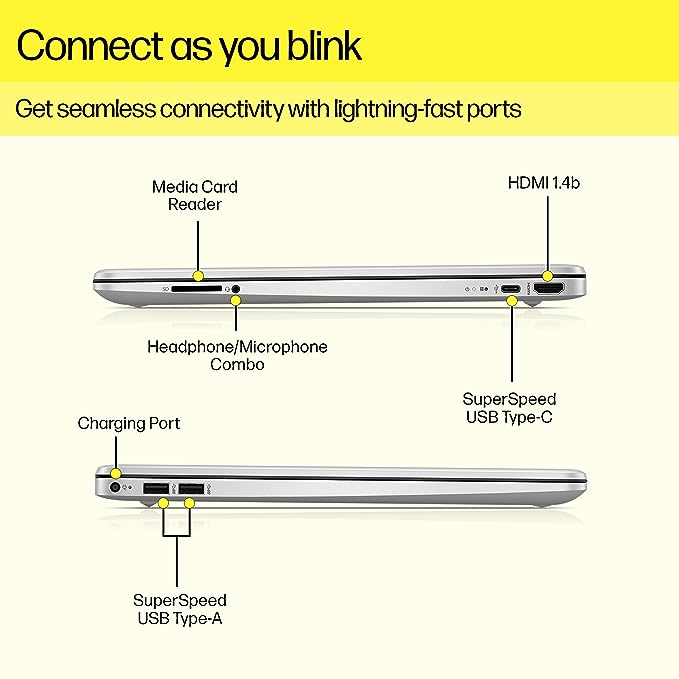 Connect as you blink
Get seamless connectivity with lightning-fast ports
Media Card
Reader
HDMI 1.4b
SD
Headphone/Microphone
Combo
SuperSpeed
USB Type-C
Charging Port
SuperSpeed
USB Type-A